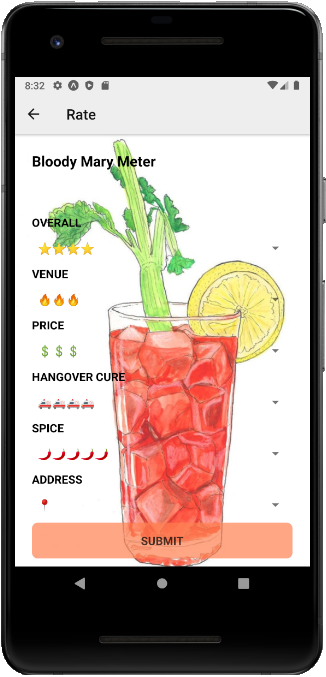 8:32
Rate
Bloody Mary Meter
OVERALL
⭐⭐⭐⭐
VENUE
🔥🔥🔥
PRICE
$ $ $
HANGOVER CURE
🚑🚑🚑🚑
SPICE
🌶🌶🌶🌶🌶
ADDRESS
📍
SUBMIT